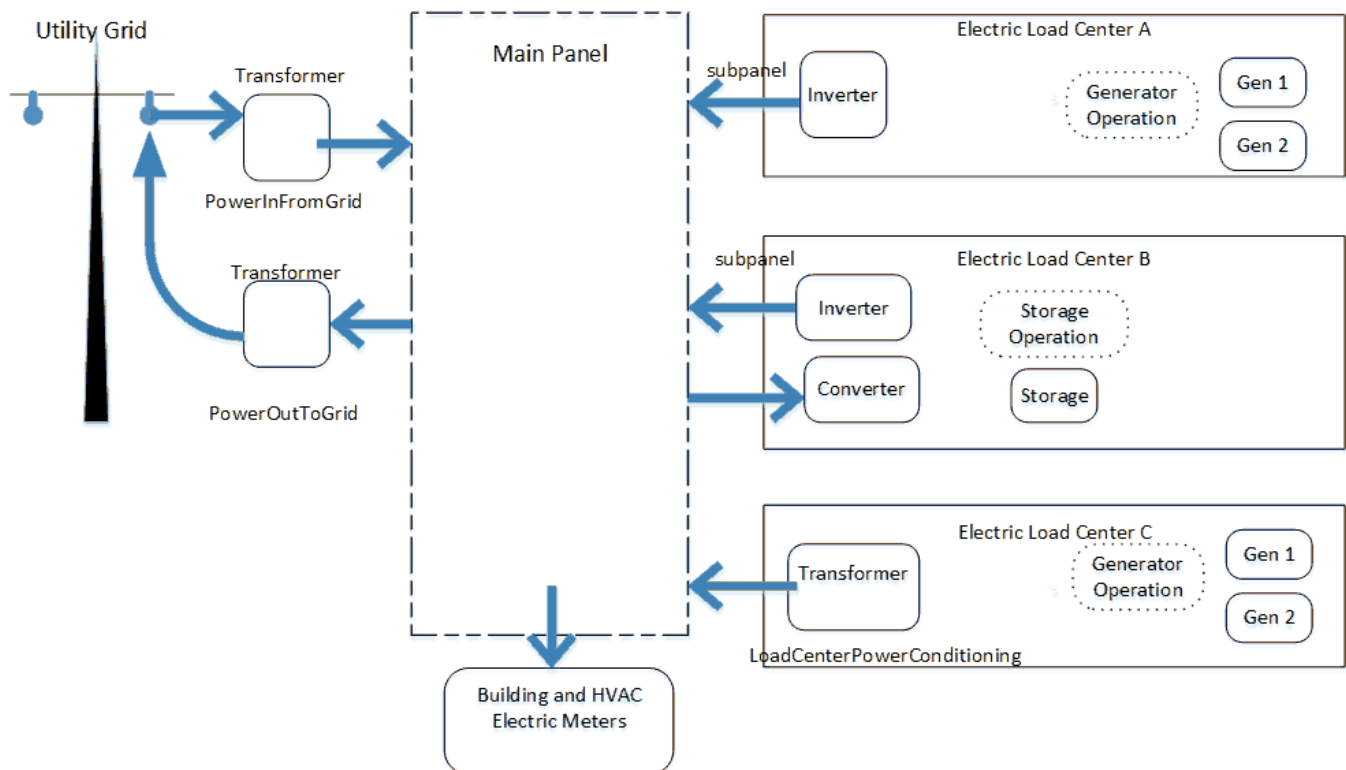 Utility Grid
Transformer
PowerInFromGrid
Transformer
PowerOutToGrid
Main Panel
Building and HVAC
Electric Meters
subpanel
Electric Load Center A
Inverter
Generator
Operation
Gen 1
Gen 2
subpanel
Electric Load Center B
Inverter
Storage
Operation
Converter
Storage
Electric Load Center C
Transformer
Generator
Operation
Gen 1
Gen 2
LoadCenterPowerConditioning